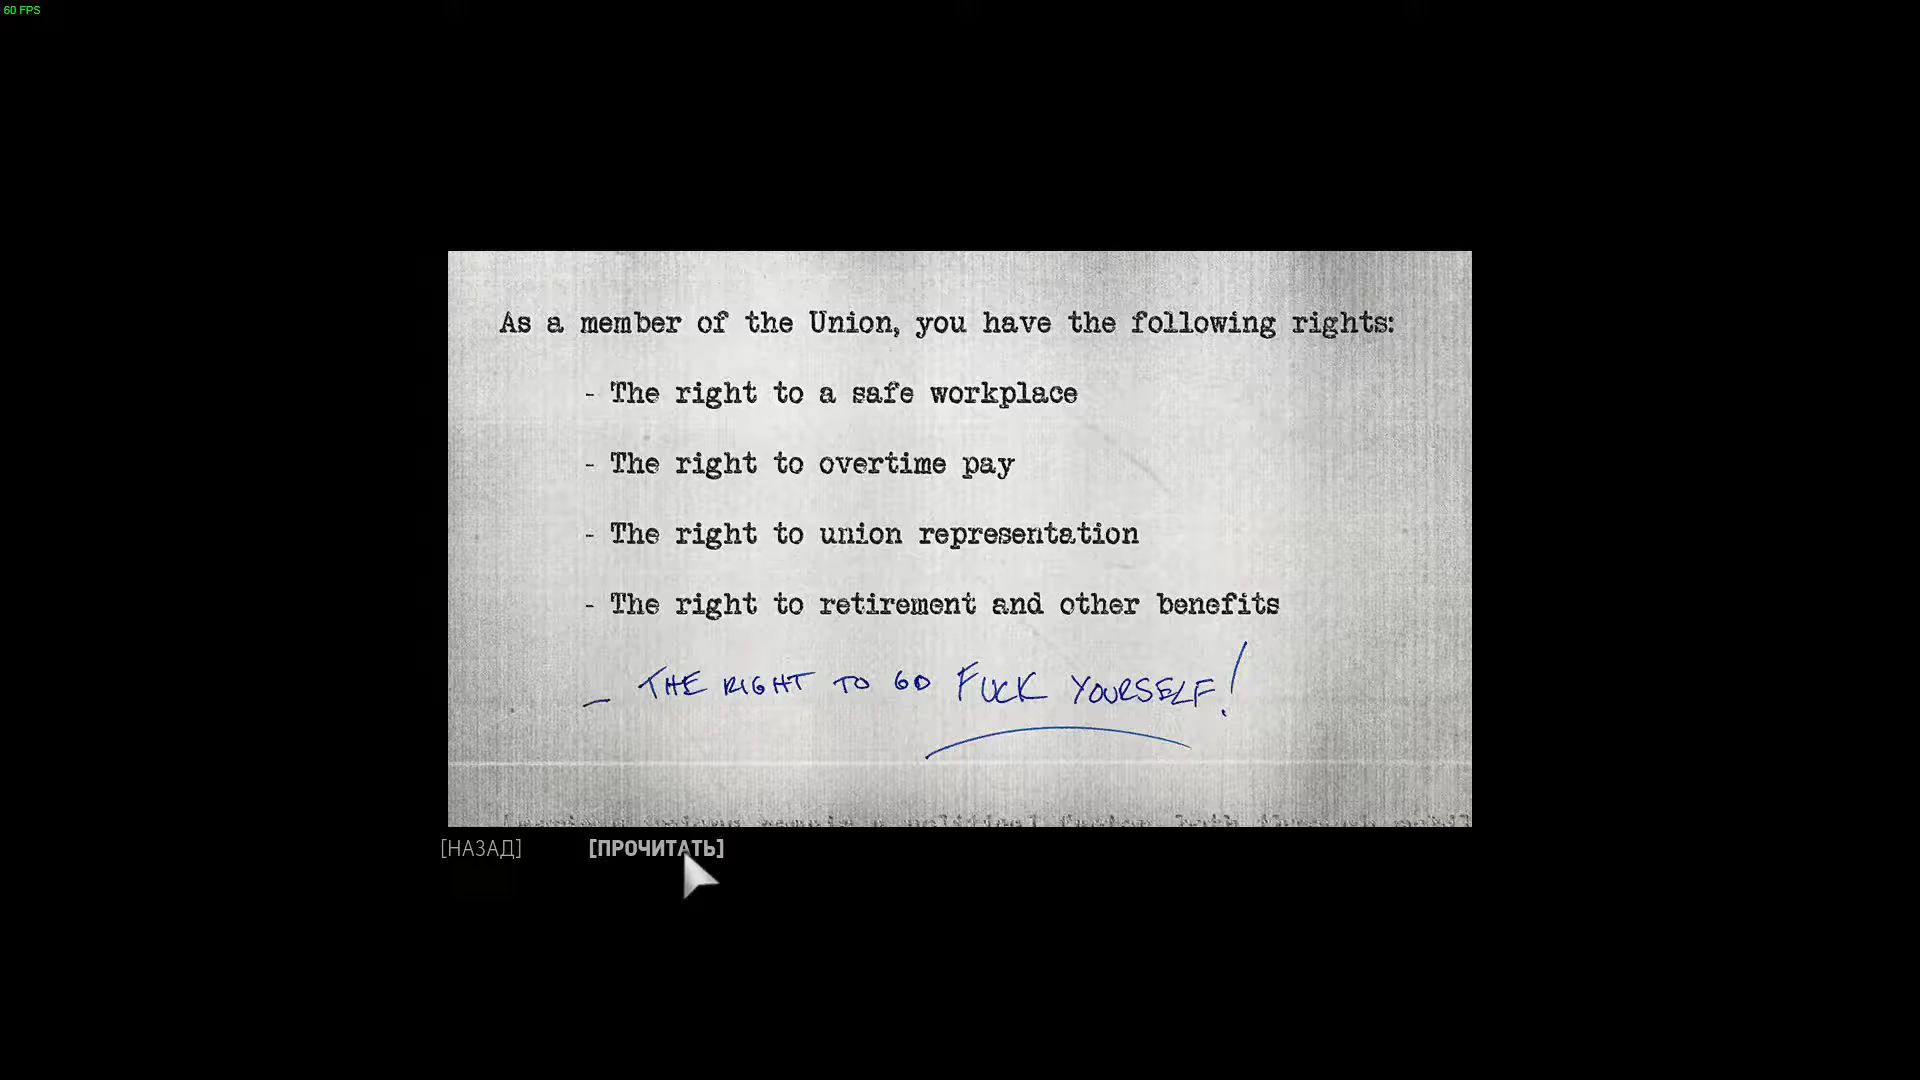 60 FPS
As a member of the Union, you have the following rights:
- The right to a safe workplace
- The right to overtime pay
- The right to union representation
- The right to retirement and other benefits
- THE RIGHT TO GO FUCK YOURSELF!
[НАЗАД] [ПРОЧИТАТЬ]